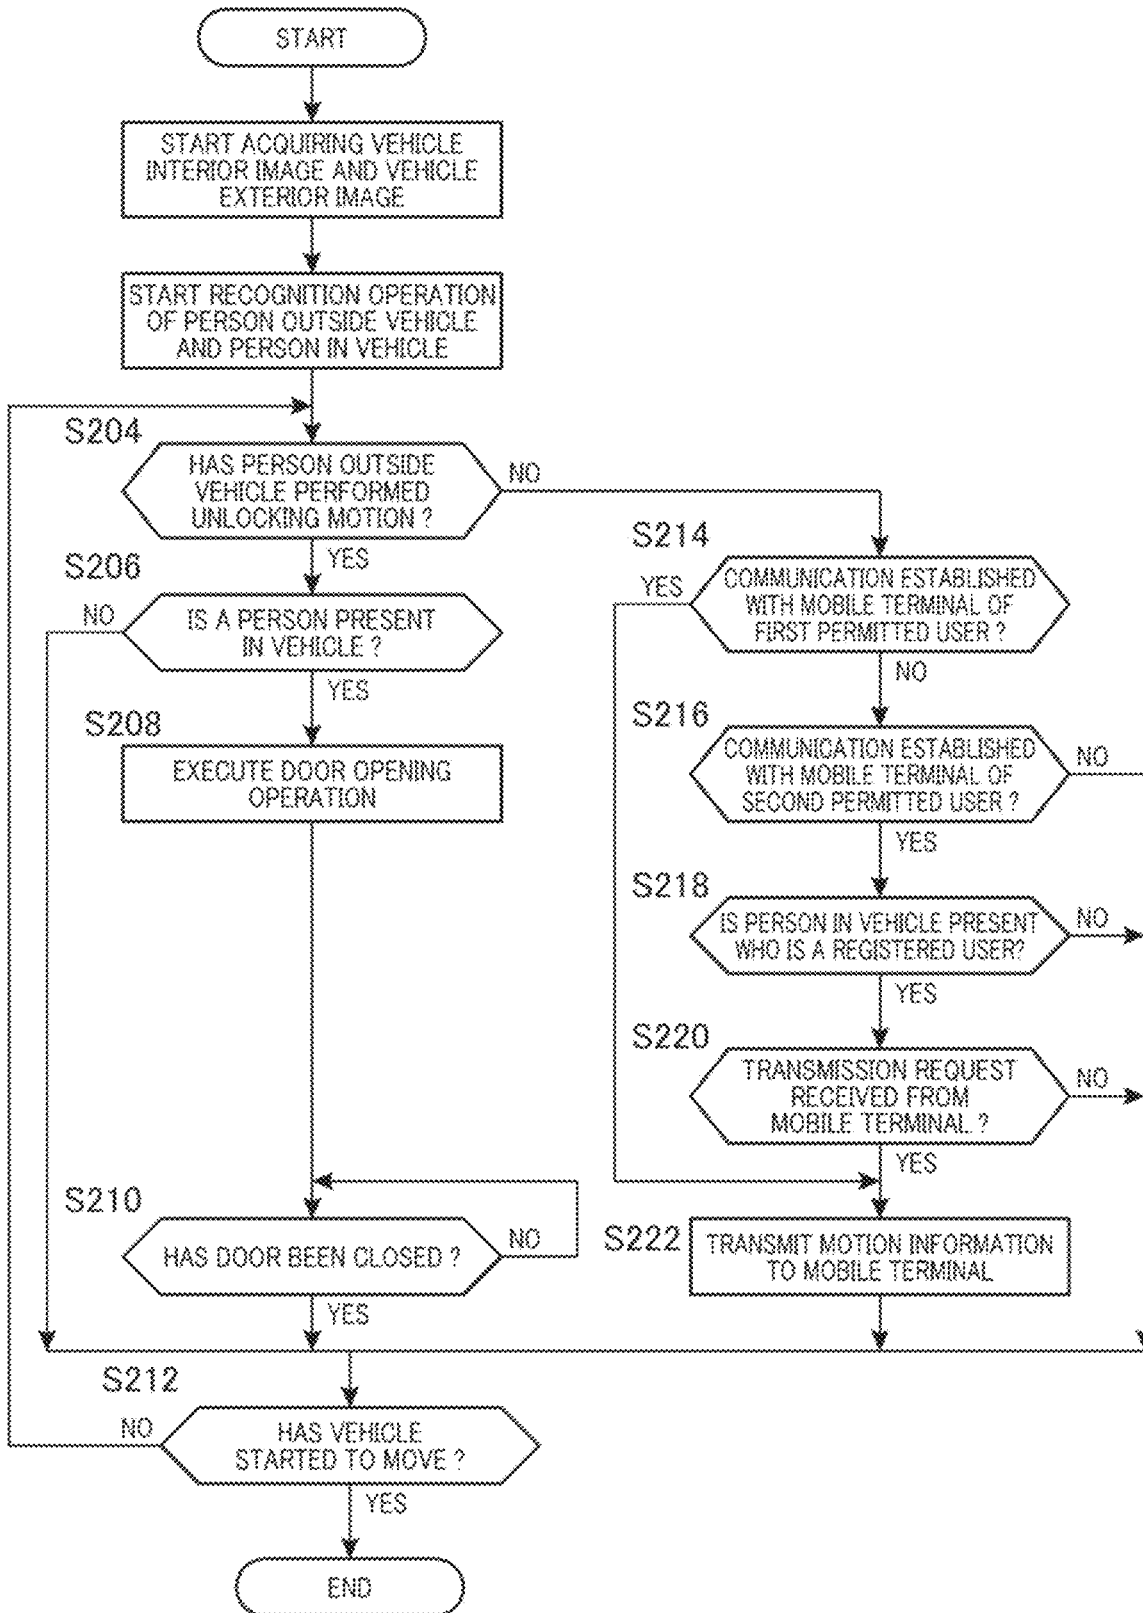 START
START ACQUIRING VEHICLE
INTERIOR IMAGE AND VEHICLE
EXTERIOR IMAGE
START RECOGNITION OPERATION
OF PERSON OUTSIDE VEHICLE
AND PERSON IN VEHICLE
S204
HAS PERSON OUTSIDE
VEHICLE PERFORMED
UNLOCKING MOTION ?
NO
YES
S206
NO
IS A PERSON PRESENT
IN VEHICLE ?
YES
S208
EXECUTE DOOR OPENING
OPERATION
S210
HAS DOOR BEEN CLOSED ?
NO
YES
S214
YES
COMMUNICATION ESTABLISHED
WITH MOBILE TERMINAL OF
FIRST PERMITTED USER ?
NO
S216
COMMUNICATION ESTABLISHED
WITH MOBILE TERMINAL OF
SECOND PERMITTED USER ?
NO
YES
S218
IS PERSON IN VEHICLE PRESENT
WHO IS A REGISTERED USER?
NO
YES
S220
TRANSMISSION REQUEST
RECEIVED FROM
MOBILE TERMINAL ?
NO
YES
S222
TRANSMIT MOTION INFORMATION
TO MOBILE TERMINAL
S212
NO
HAS VEHICLE
STARTED TO MOVE ?
YES
END